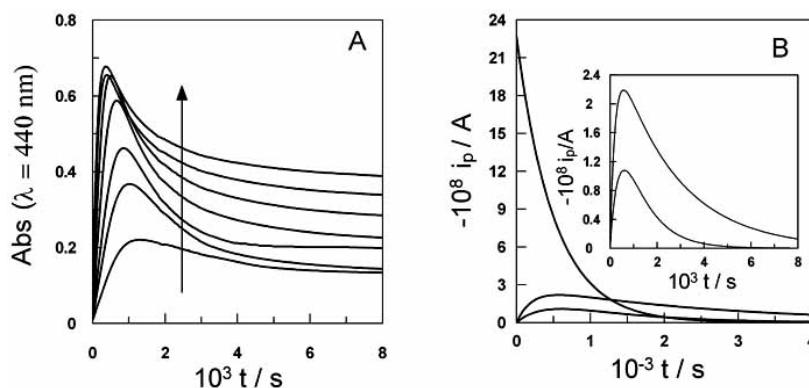 A
0.8
0.6
0.4
0.2
0
Abs (λ = 440 nm)
0 2 4 6 8
10³ t / s
B
24
21
18
15
12
9
6
3
0
-10⁸ iₚ / A
0 1 2 3 4
10⁻³ t / s
2.4
2
1.6
1.2
0.8
0.4
0
-10⁸ iₚ/A
0 2 4 6 8
10³ t / s